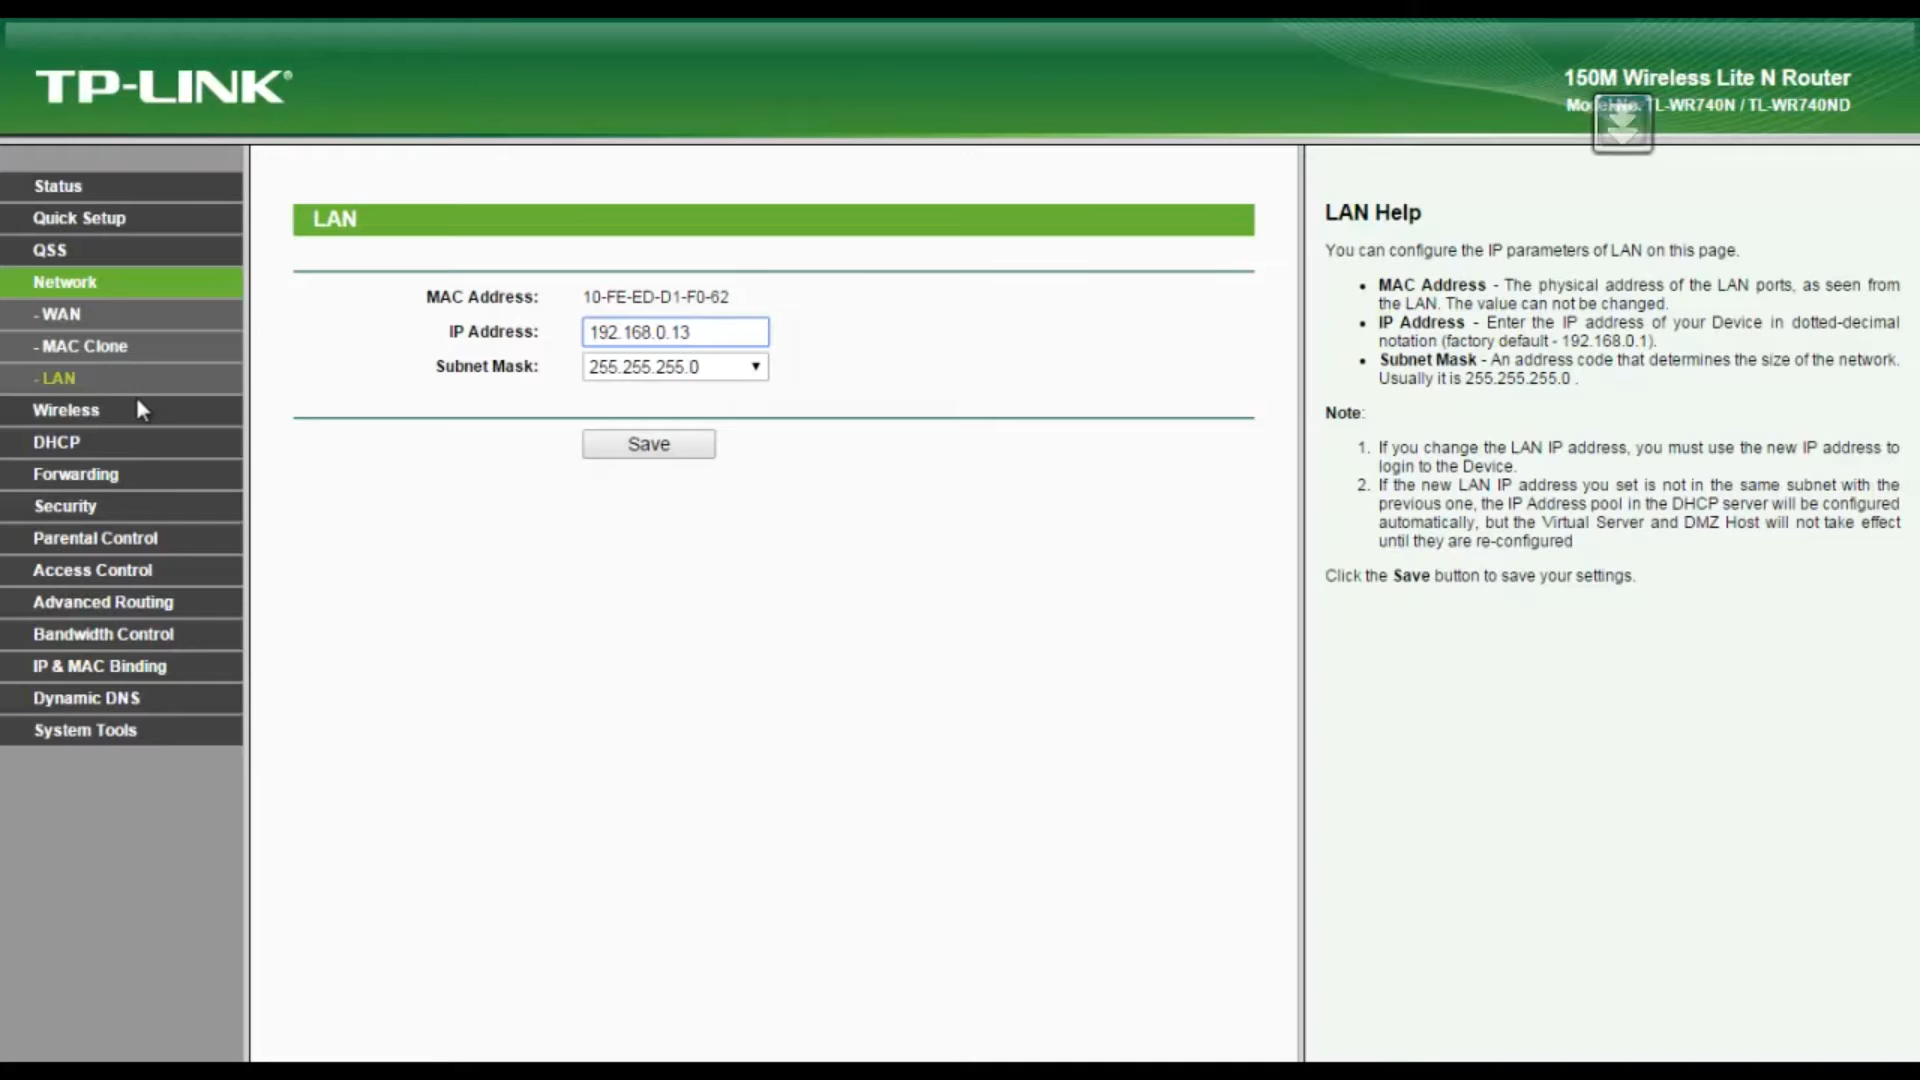 TP-LINK®
150M Wireless Lite N Router
Model No. TL-WR740N / TL-WR740ND
Status
Quick Setup
QSS
Network
- WAN
- MAC Clone
- LAN
Wireless
DHCP
Forwarding
Security
Parental Control
Access Control
Advanced Routing
Bandwidth Control
IP & MAC Binding
Dynamic DNS
System Tools
LAN
MAC Address: 10-FE-ED-D1-F0-62
IP Address: 192.168.0.13
Subnet Mask: 255.255.255.0
Save
LAN Help
You can configure the IP parameters of LAN on this page.
• MAC Address - The physical address of the LAN ports, as seen from
the LAN. The value can not be changed.
• IP Address - Enter the IP address of your Device in dotted-decimal
notation (factory default - 192.168.0.1).
• Subnet Mask - An address code that determines the size of the network.
Usually it is 255.255.255.0 .
Note:
1. If you change the LAN IP address, you must use the new IP address to
login to the Device.
2. If the new LAN IP address you set is not in the same subnet with the
previous one, the IP Address pool in the DHCP server will be configured
automatically, but the Virtual Server and DMZ Host will not take effect
until they are re-configured
Click the Save button to save your settings.